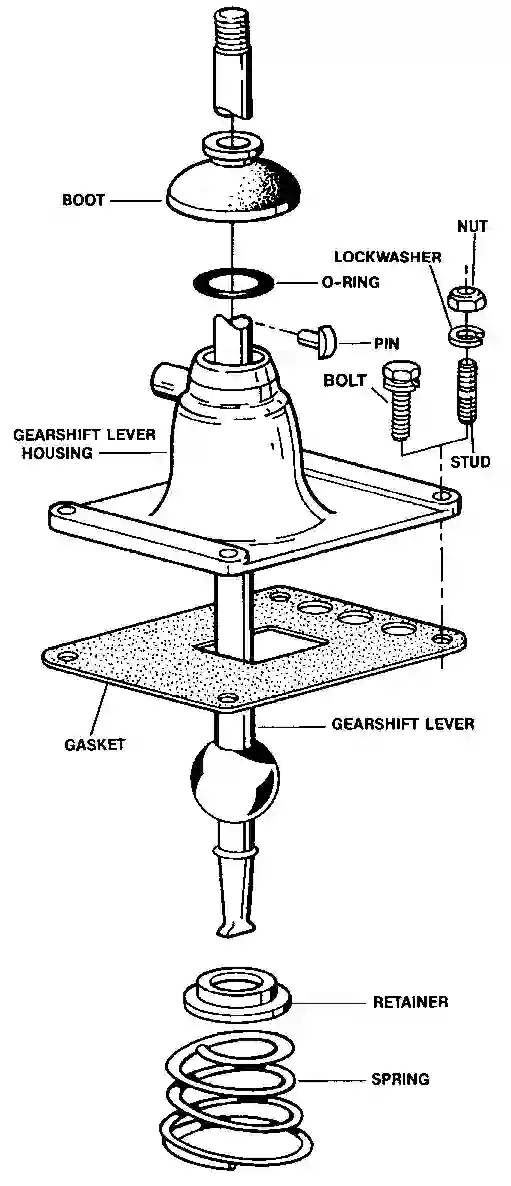 BOOT
NUT
LOCKWASHER
O-RING
PIN
BOLT
GEARSHIFT LEVER
HOUSING
STUD
GEARSHIFT LEVER
GASKET
RETAINER
SPRING